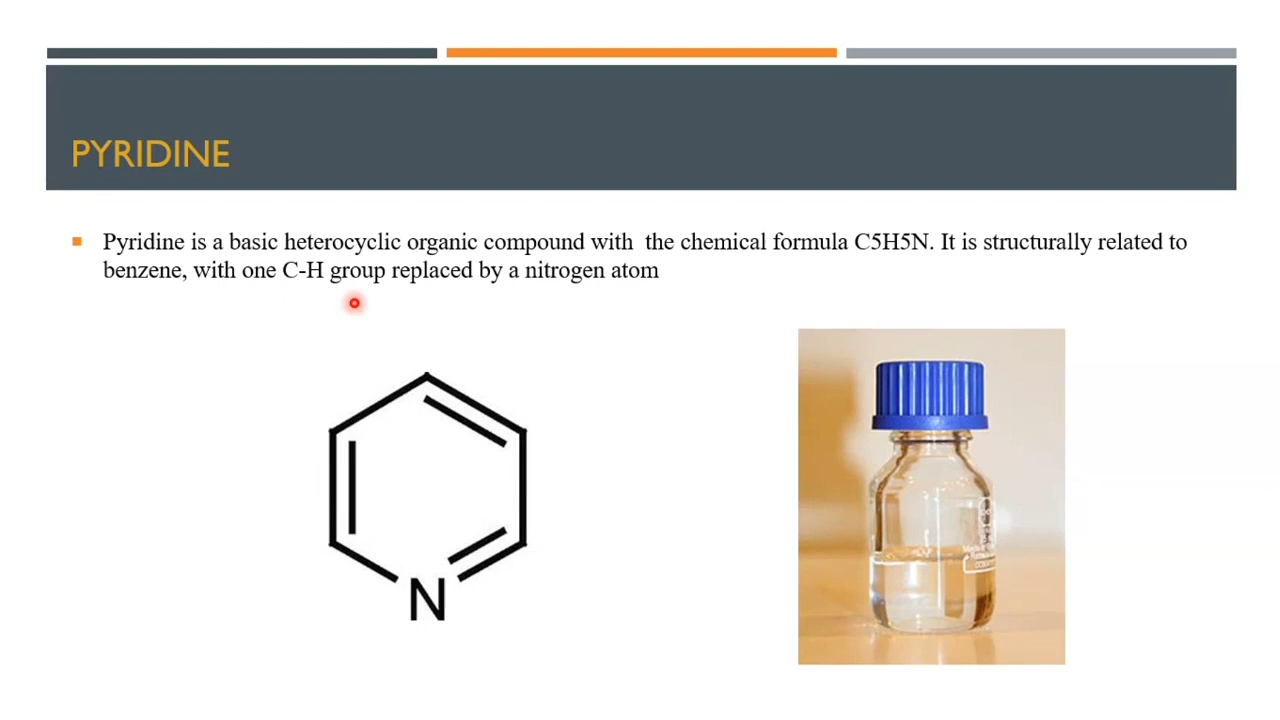 PYRIDINE
Pyridine is a basic heterocyclic organic compound with the chemical formula C5H5N. It is structurally related to
benzene, with one C-H group replaced by a nitrogen atom
N